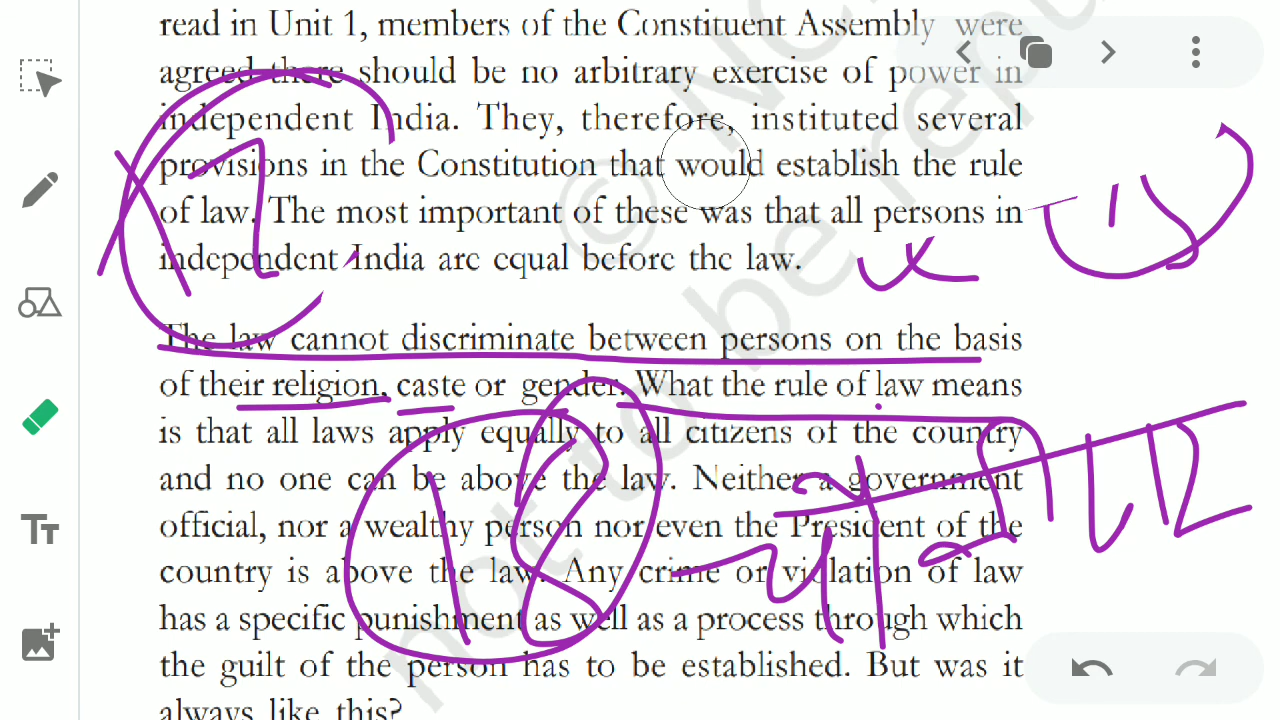 read in Unit 1, members of the Constituent Assembly were
agreed there should be no arbitrary exercise of power in
independent India. They, therefore, instituted several
provisions in the Constitution that would establish the rule
of law. The most important of these was that all persons in
independent India are equal before the law.
The law cannot discriminate between persons on the basis
of their religion, caste or gender. What the rule of law means
is that all laws apply equally to all citizens of the country
and no one can be above the law. Neither a government
official, nor a wealthy person nor even the President of the
country is above the law. Any crime or violation of law
has a specific punishment as well as a process through which
the guilt of the person has to be established. But was it
always like this?
17
18
© NC
not to be repu